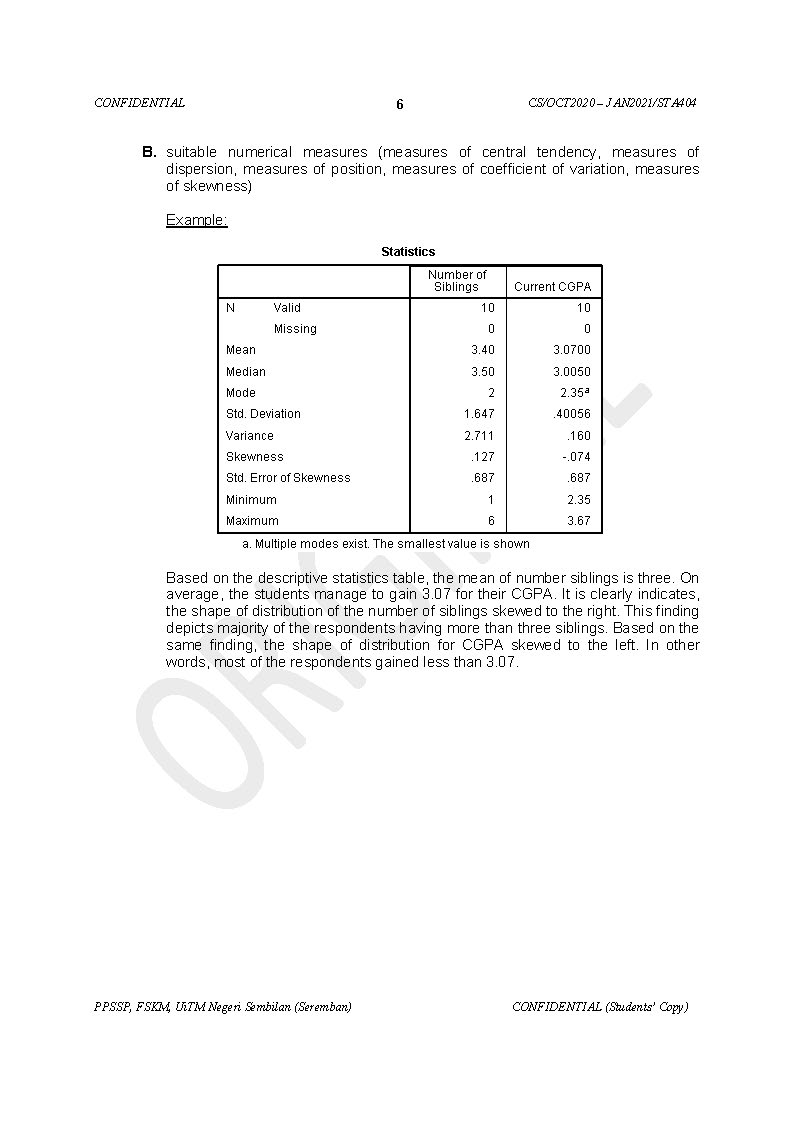 CONFIDENTIAL 6 CS/OCT2020 – JAN2021/STA404
B. suitable numerical measures (measures of central tendency, measures of
dispersion, measures of position, measures of coefficient of variation, measures
of skewness)
Example:
Statistics
Number of Siblings Current CGPA
N Valid 10 10
Missing 0 0
Mean 3.40 3.0700
Median 3.50 3.0050
Mode 2 2.35a
Std. Deviation 1.647 .40056
Variance 2.711 .160
Skewness .127 -.074
Std. Error of Skewness .687 .687
Minimum 1 2.35
Maximum 6 3.67
a. Multiple modes exist. The smallest value is shown
Based on the descriptive statistics table, the mean of number siblings is three. On
average, the students manage to gain 3.07 for their CGPA. It is clearly indicates,
the shape of distribution of the number of siblings skewed to the right. This finding
depicts majority of the respondents having more than three siblings. Based on the
same finding, the shape of distribution for CGPA skewed to the left. In other
words, most of the respondents gained less than 3.07.
PPSSP, FSKM, UiTM Negeri Sembilan (Seremban) CONFIDENTIAL (Students' Copy)